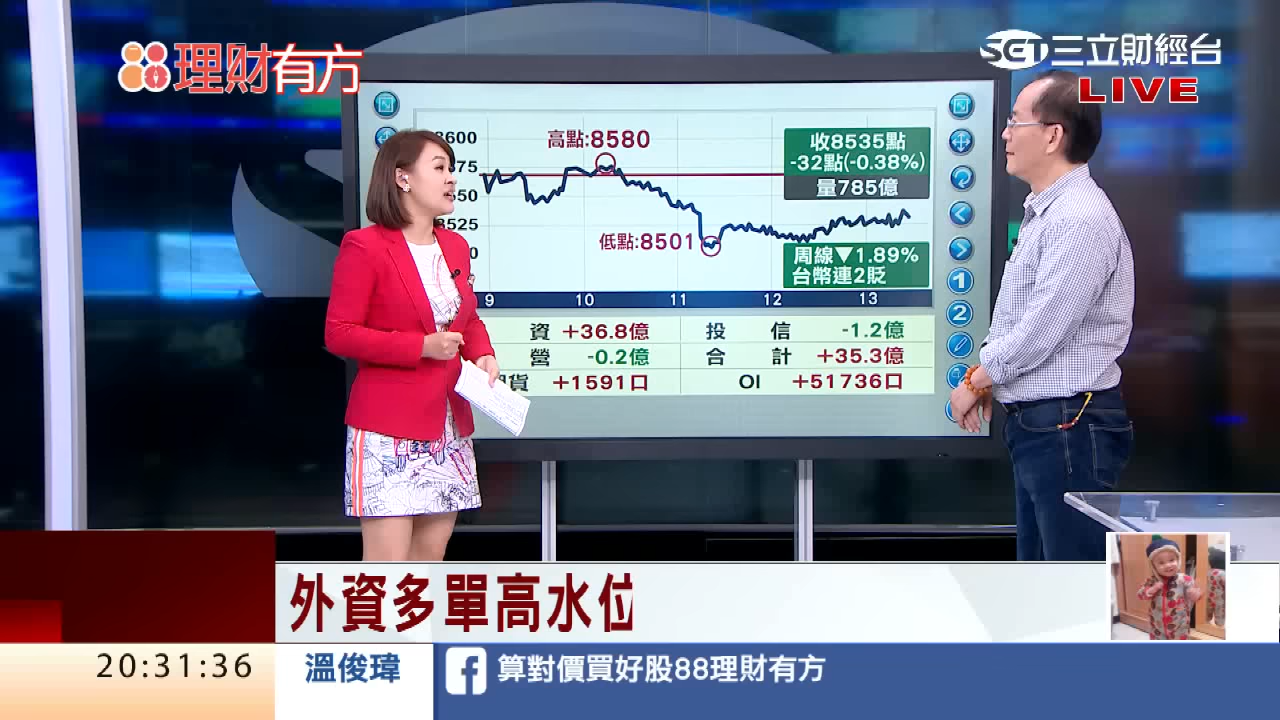 88理財有方
SET三立財經台
LIVE
8600
高點:8580
收8535點
-32點(-0.38%)
量785億
8525
低點:8501
周線▼1.89%
台幣連2貶
9 10 11 12 13
資 +36.8億 投 信 -1.2億
營 -0.2億 合 計 +35.3億
貨 +1591口 OI +51736口
1
2
外資多單高水位
20:31:36
溫俊瑋
f 算對價買好股88理財有方